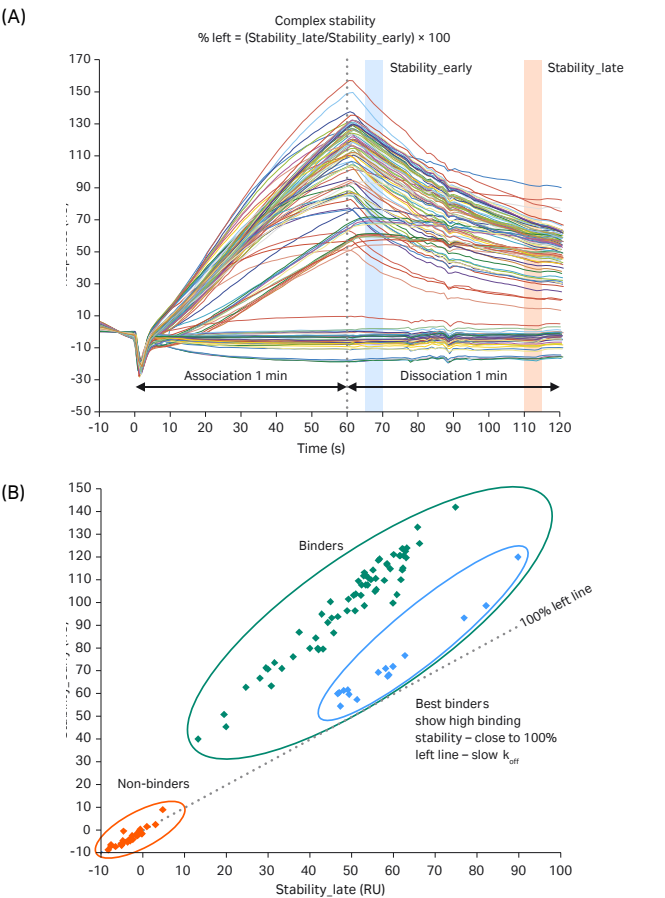 (A)
Complex stability
% left = (Stability_late/Stability_early) × 100
Stability_early
Stability_late
170
150
130
110
90
70
50
30
10
-10
-30
-50
Association 1 min
Dissociation 1 min
-10 0 10 20 30 40 50 60 70 80 90 100 110 120
Time (s)
(B)
150
140
130
120
110
100
90
80
70
60
50
40
30
20
10
0
-10
Binders
100% left line
Best binders
show high binding
stability – close to 100%
left line – slow koff
Non-binders
-10 0 10 20 30 40 50 60 70 80 90 100
Stability_late (RU)